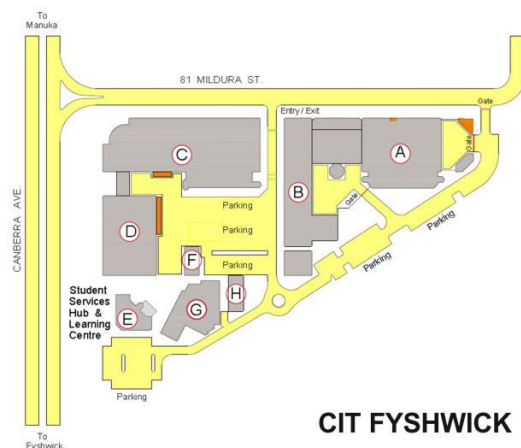 To
Manuka
81 MILDURA ST.
Gate
Entry / Exit
A
Gate
C
B
Gate
Parking
D
Parking
Parking
F
Parking
Parking
CANBERRA AVE.
Student
Services
Hub &
Learning
Centre
E
G
H
Parking
To
Fyshwick
CIT FYSHWICK